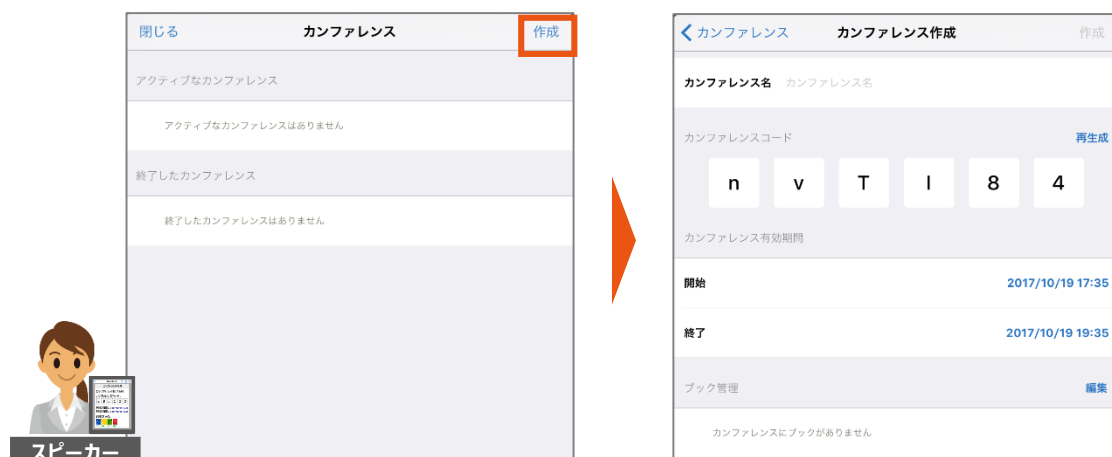 閉じる カンファレンス 作成
アクティブなカンファレンス
アクティブなカンファレンスはありません
終了したカンファレンス
終了したカンファレンスはありません
スピーカー
カンファレンス カンファレンス作成 作成
カンファレンス名 カンファレンス名
カンファレンスコード 再生成
n v T l 8 4
カンファレンス有効期間
開始 2017/10/19 17:35
終了 2017/10/19 19:35
ブック管理 編集
カンファレンスにブックがありません